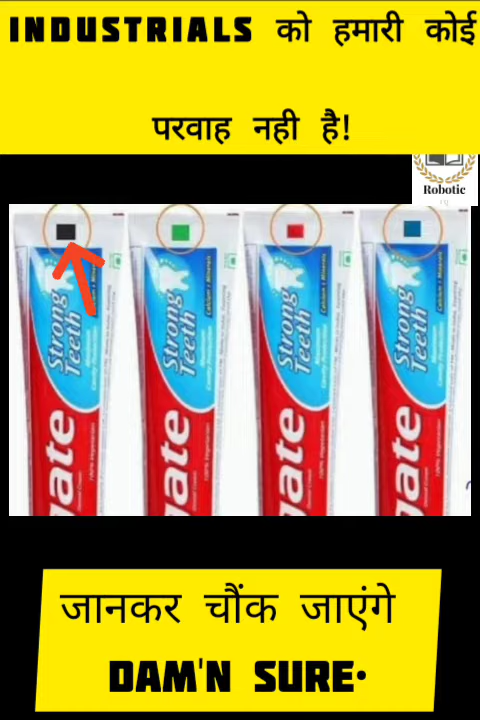 INDUSTRIALS को हमारी कोई
परवाह नही है!
Robotic
Strong Teeth
Strong Teeth
Strong Teeth
Strong Teeth
gate
gate
gate
gate
जानकर चौंक जाएंगे
DAM'N SURE•